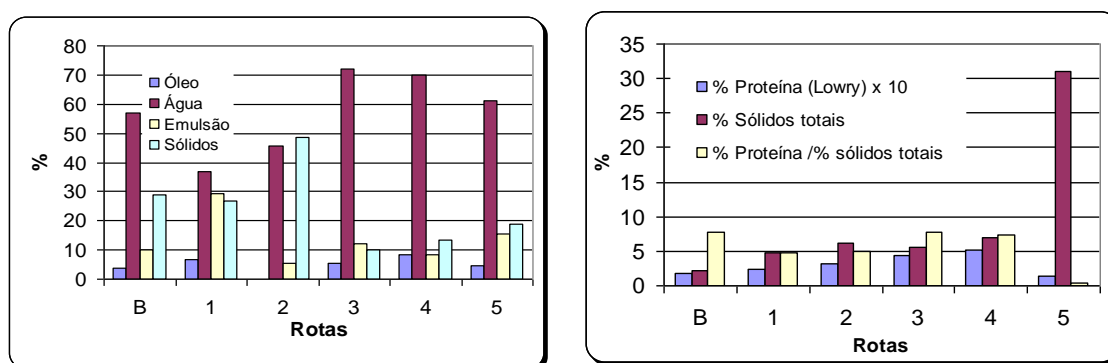 80
70
60
50
40
30
20
10
0
%
Óleo
Água
Emulsão
Sólidos
B 1 2 3 4 5
Rotas
35
30
25
20
15
10
5
0
%
% Proteína (Lowry) x 10
% Sólidos totais
% Proteína /% sólidos totais
B 1 2 3 4 5
Rotas